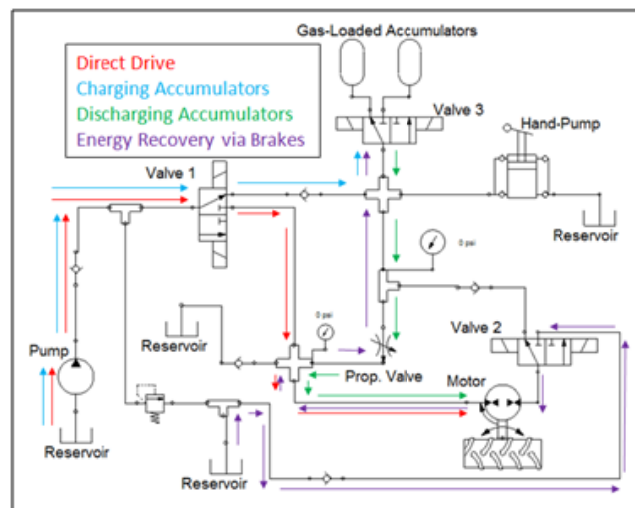 Gas-Loaded Accumulators
Direct Drive
Charging Accumulators
Discharging Accumulators
Energy Recovery via Brakes
Valve 3
Hand-Pump
Valve 1
Reservoir
0 psi
0 psi
Valve 2
Reservoir
Pump
Prop. Valve
Motor
Reservoir
Reservoir